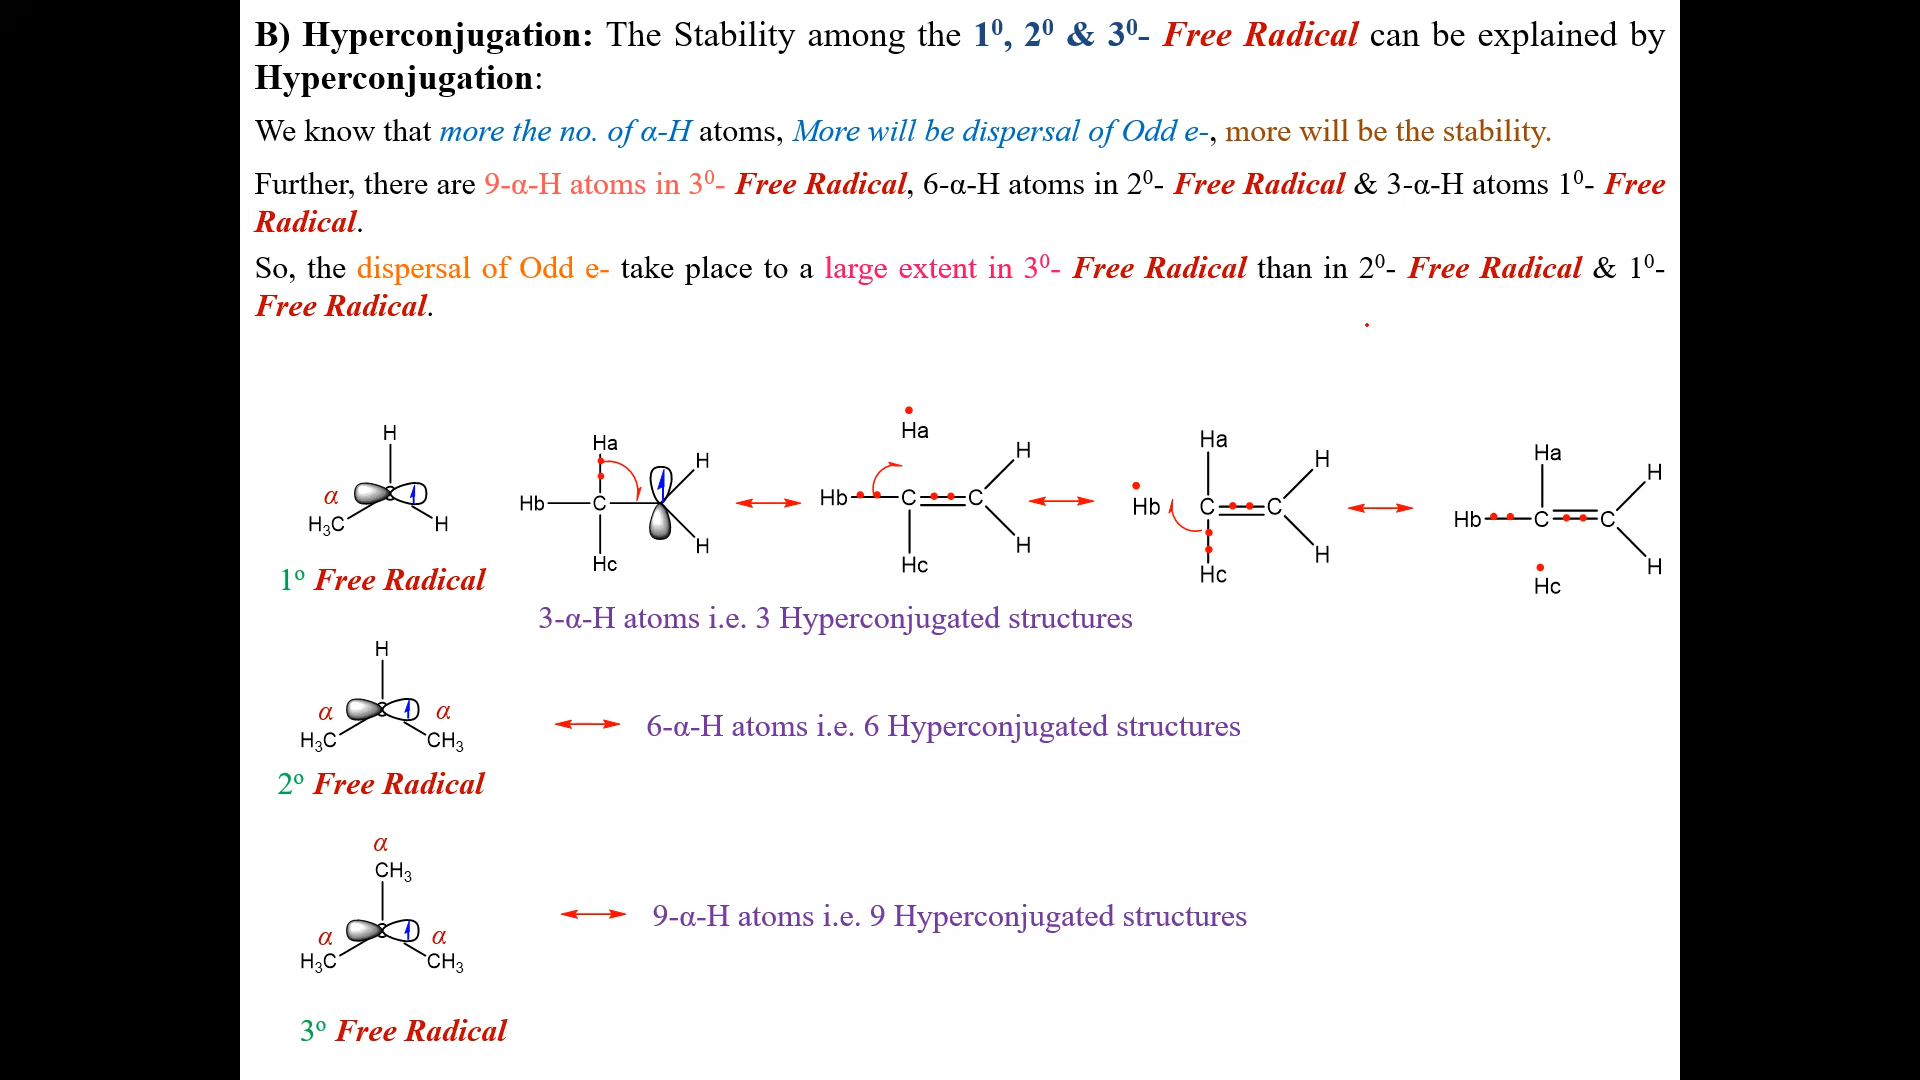 B) Hyperconjugation: The Stability among the 1⁰, 2⁰ & 3⁰- Free Radical can be explained by
Hyperconjugation:
We know that more the no. of α-H atoms, More will be dispersal of Odd e-, more will be the stability.
Further, there are 9-α-H atoms in 3⁰- Free Radical, 6-α-H atoms in 2⁰- Free Radical & 3-α-H atoms 1⁰- Free
Radical.
So, the dispersal of Odd e- take place to a large extent in 3⁰- Free Radical than in 2⁰- Free Radical & 1⁰-
Free Radical.
H
α
H₃C
H
1º Free Radical
Ha
H
Hb
C
H
Hc
Ha
H
Hb
C
C
H
Hc
Ha
H
Hb
C
C
H
Hc
Ha
H
Hb
C
C
H
Hc
3-α-H atoms i.e. 3 Hyperconjugated structures
H
α
α
H₃C
CH₃
2º Free Radical
6-α-H atoms i.e. 6 Hyperconjugated structures
α
CH₃
α
α
H₃C
CH₃
3º Free Radical
9-α-H atoms i.e. 9 Hyperconjugated structures